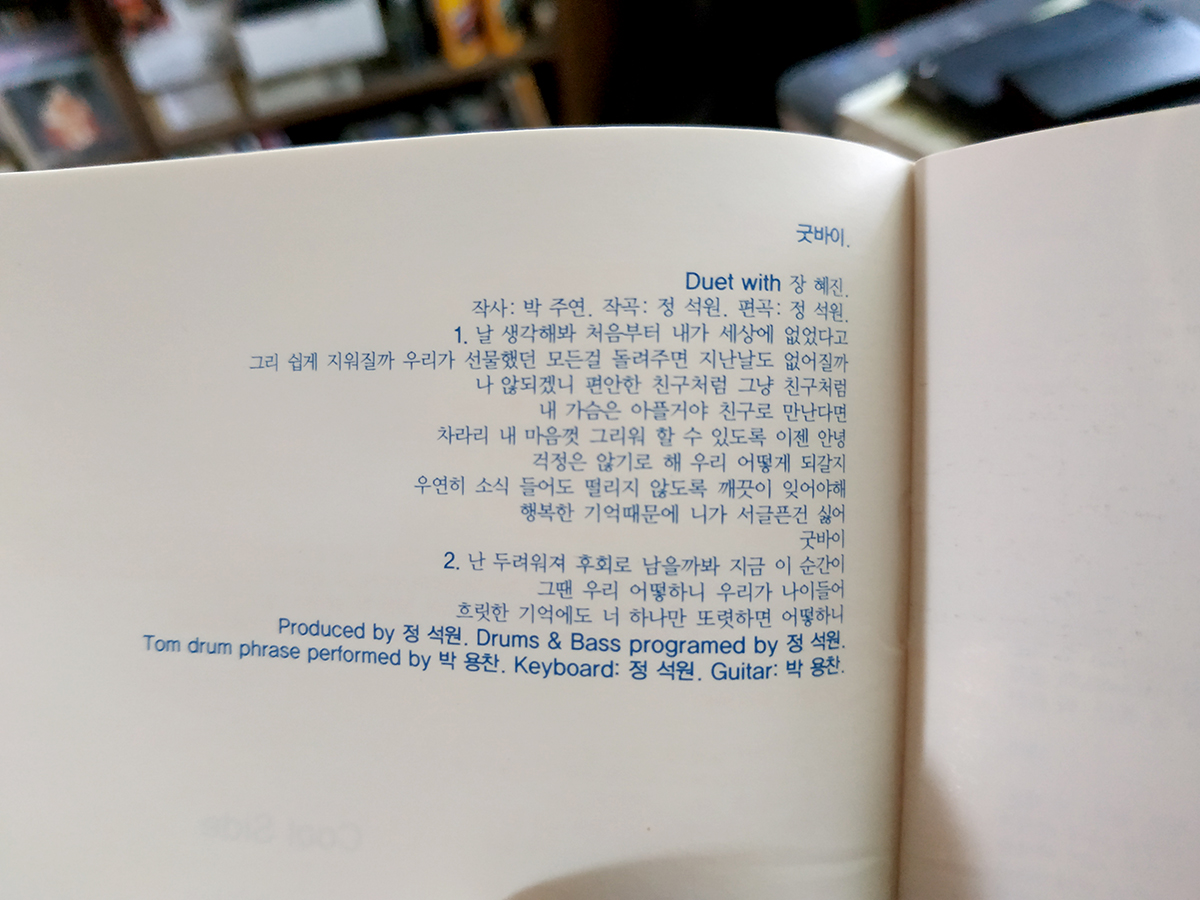 굿바이.
Duet with 장 혜진.
작사: 박 주연. 작곡: 정 석원. 편곡: 정 석원.
1. 날 생각해봐 처음부터 내가 세상에 없었다고
그리 쉽게 지워질까 우리가 선물했던 모든걸 돌려주면 지난날도 없어질까
나 않되겠니 편안한 친구처럼 그냥 친구처럼
내 가슴은 아플거야 친구로 만난다면
차라리 내 마음껏 그리워 할 수 있도록 이젠 안녕
걱정은 않기로 해 우리 어떻게 되갈지
우연히 소식 들어도 떨리지 않도록 깨끗이 잊어야해
행복한 기억때문에 니가 서글픈건 싫어
굿바이
2. 난 두려워져 후회로 남을까봐 지금 이 순간이
그땐 우리 어떻하니 우리가 나이들어
흐릿한 기억에도 너 하나만 또렷하면 어떻하니
Produced by 정 석원. Drums & Bass programed by 정 석원.
Tom drum phrase performed by 박 용찬. Keyboard: 정 석원. Guitar: 박 용찬.
Cool Side